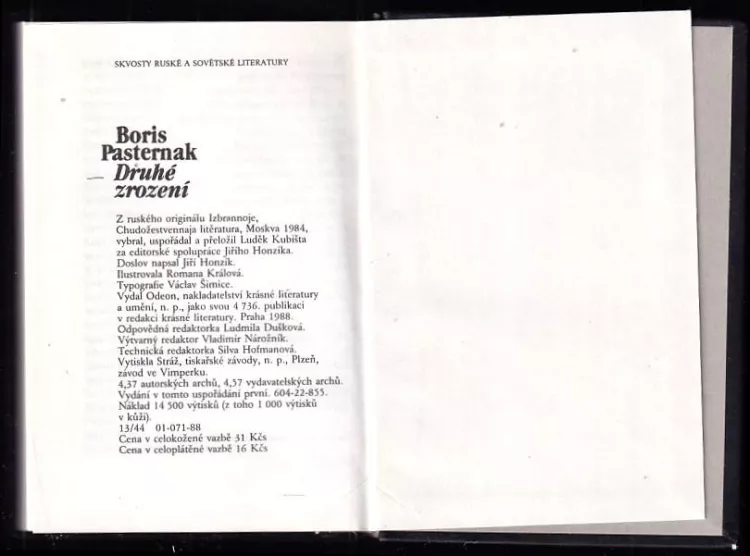 SKVOSTY RUSKÉ A SOVĚTSKÉ LITERATURY
Boris
Pasternak
Druhé
zrození
Z ruského originálu Izbrannoje,
Chudožestvennaja litěratura, Moskva 1984,
vybral, uspořádal a přeložil Luděk Kubišta
za editorské spolupráce Jiřího Honzíka.
Doslov napsal Jiří Honzík.
Ilustrovala Romana Králová.
Typografie Václav Šimice.
Vydal Odeon, nakladatelství krásné literatury
a umění, n. p., jako svou 4 736. publikaci
v redakci krásné literatury. Praha 1988.
Odpovědná redaktorka Ludmila Dušková.
Výtvarný redaktor Vladimír Nárožník.
Technická redaktorka Silva Hofmanová.
Vytiskla Stráž, tiskařské závody, n. p., Plzeň,
závod ve Vimperku.
4,37 autorských archů, 4,57 vydavatelských archů.
Vydání v tomto uspořádání první. 604-22-855.
Náklad 14 500 výtisků (z toho 1 000 výtisků
v kůži).
13/44 01-071-88
Cena v celokožené vazbě 31 Kčs
Cena v celoplátěné vazbě 16 Kčs